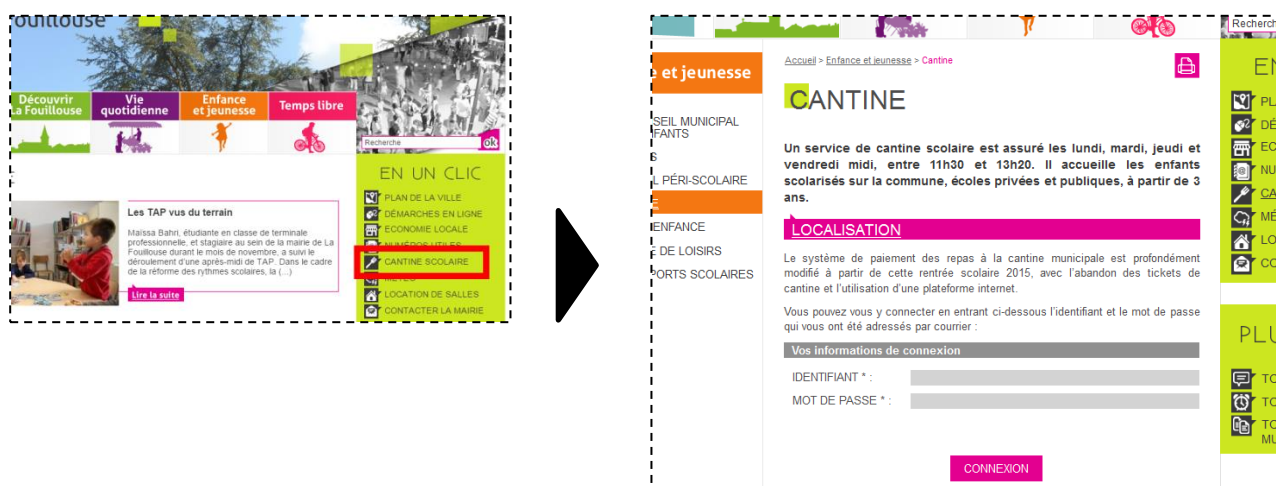 Découvrir
La Fouillouse
Vie
quotidienne
Enfance
et jeunesse
Temps libre
Recherche
ok
EN UN CLIC
PLAN DE LA VILLE
DÉMARCHES EN LIGNE
ECONOMIE LOCALE
NUMÉROS UTILES
CANTINE SCOLAIRE
MÉTÉO
LOCATION DE SALLES
CONTACTER LA MAIRIE
Les TAP vus du terrain
Maïssa Bahri, étudiante en classe de terminale
professionnelle, et stagiaire au sein de la mairie de La
Fouillouse durant le mois de novembre, a suivi le
déroulement d'une après-midi de TAP. Dans le cadre
de la réforme des rythmes scolaires, la (...)
Lire la suite
et jeunesse
SEIL MUNICIPAL
FANTS
S
L PÉRI-SCOLAIRE
E
ENFANCE
E DE LOISIRS
PORTS SCOLAIRES
Accueil > Enfance et jeunesse > Cantine
CANTINE
Un service de cantine scolaire est assuré les lundi, mardi, jeudi et
vendredi midi, entre 11h30 et 13h20. Il accueille les enfants
scolarisés sur la commune, écoles privées et publiques, à partir de 3
ans.
LOCALISATION
Le système de paiement des repas à la cantine municipale est profondément
modifié à partir de cette rentrée scolaire 2015, avec l'abandon des tickets de
cantine et l'utilisation d'une plateforme internet.
Vous pouvez vous y connecter en entrant ci-dessous l'identifiant et le mot de passe
qui vous ont été adressés par courrier :
Vos informations de connexion
IDENTIFIANT * :
MOT DE PASSE * :
CONNEXION
Recherch
EN
PL
DÉ
ECO
NU
CA
MÉ
LO
CO
PLU
TO
TO
TO
MU